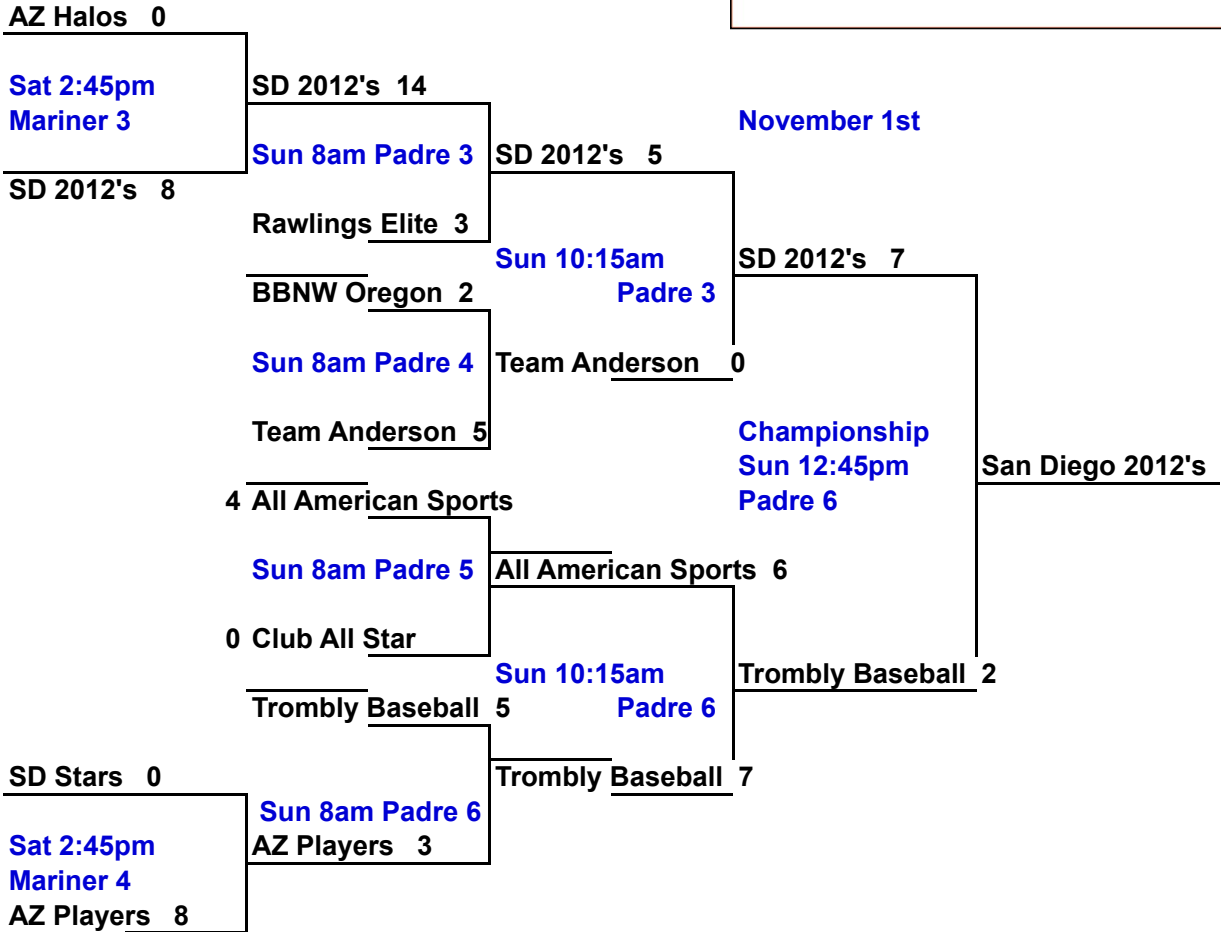 AZ Halos 0
Sat 2:45pm
Mariner 3
SD 2012's 8
SD 2012's 14
Sun 8am Padre 3
Rawlings Elite 3
BBNW Oregon 2
Sun 8am Padre 4
Team Anderson 5
4 All American Sports
Sun 8am Padre 5
0 Club All Star
Trombly Baseball 5
SD Stars 0
Sat 2:45pm
Mariner 4
AZ Players 8
Sun 8am Padre 6
AZ Players 3
SD 2012's 5
Sun 10:15am
Padre 3
Team Anderson 0
All American Sports 6
Sun 10:15am
Padre 6
Trombly Baseball 7
November 1st
SD 2012's 7
Championship
Sun 12:45pm
Padre 6
Trombly Baseball 2
San Diego 2012's